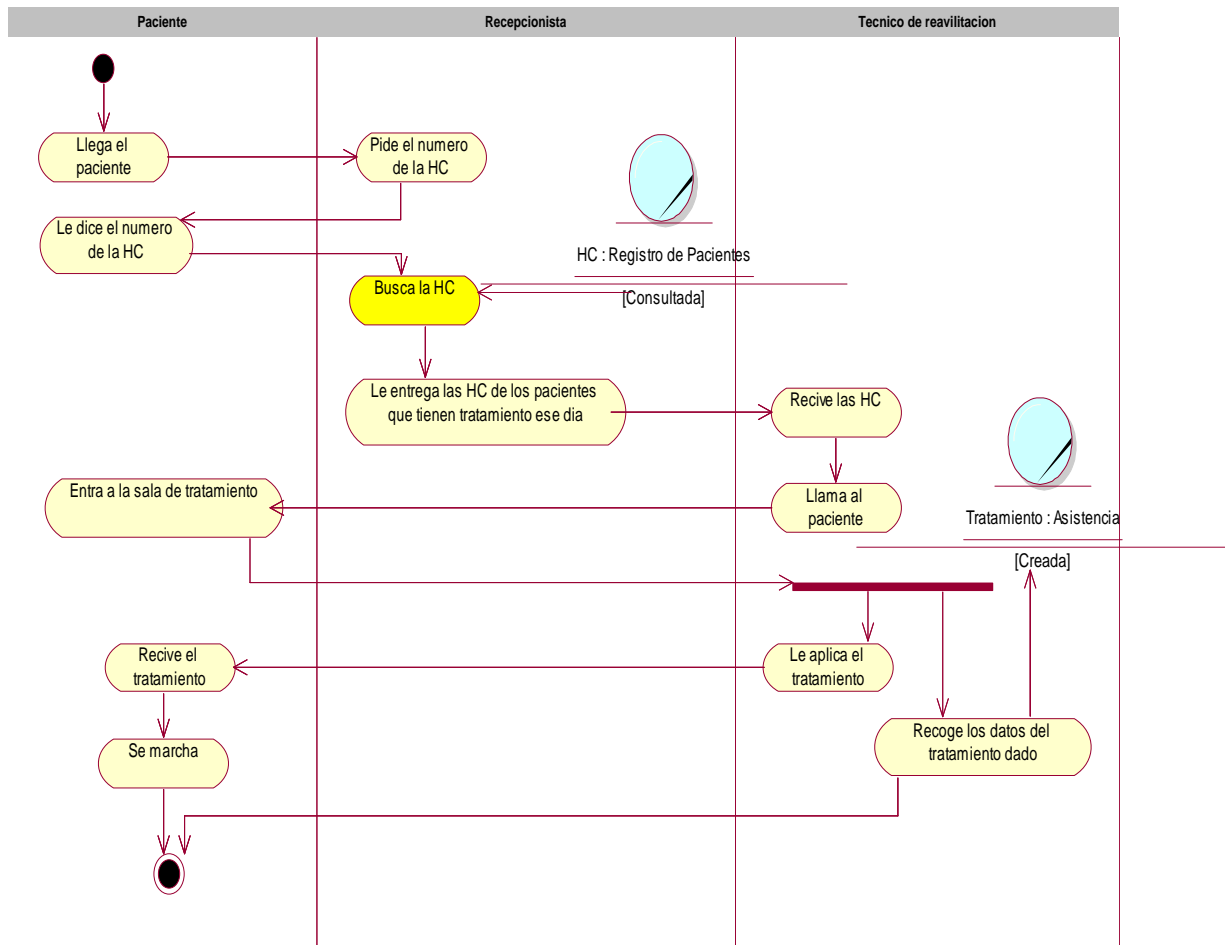 Paciente
Recepcionista
Tecnico de reavilitacion
Llega el
paciente
Pide el numero
de la HC
Le dice el numero
de la HC
HC : Registro de Pacientes
[Consultada]
Busca la HC
Le entrega las HC de los pacientes
que tienen tratamiento ese dia
Recive las HC
Entra a la sala de tratamiento
Llama al
paciente
Tratamiento : Asistencia
[Creada]
Recive el
tratamiento
Le aplica el
tratamiento
Se marcha
Recoge los datos del
tratamiento dado